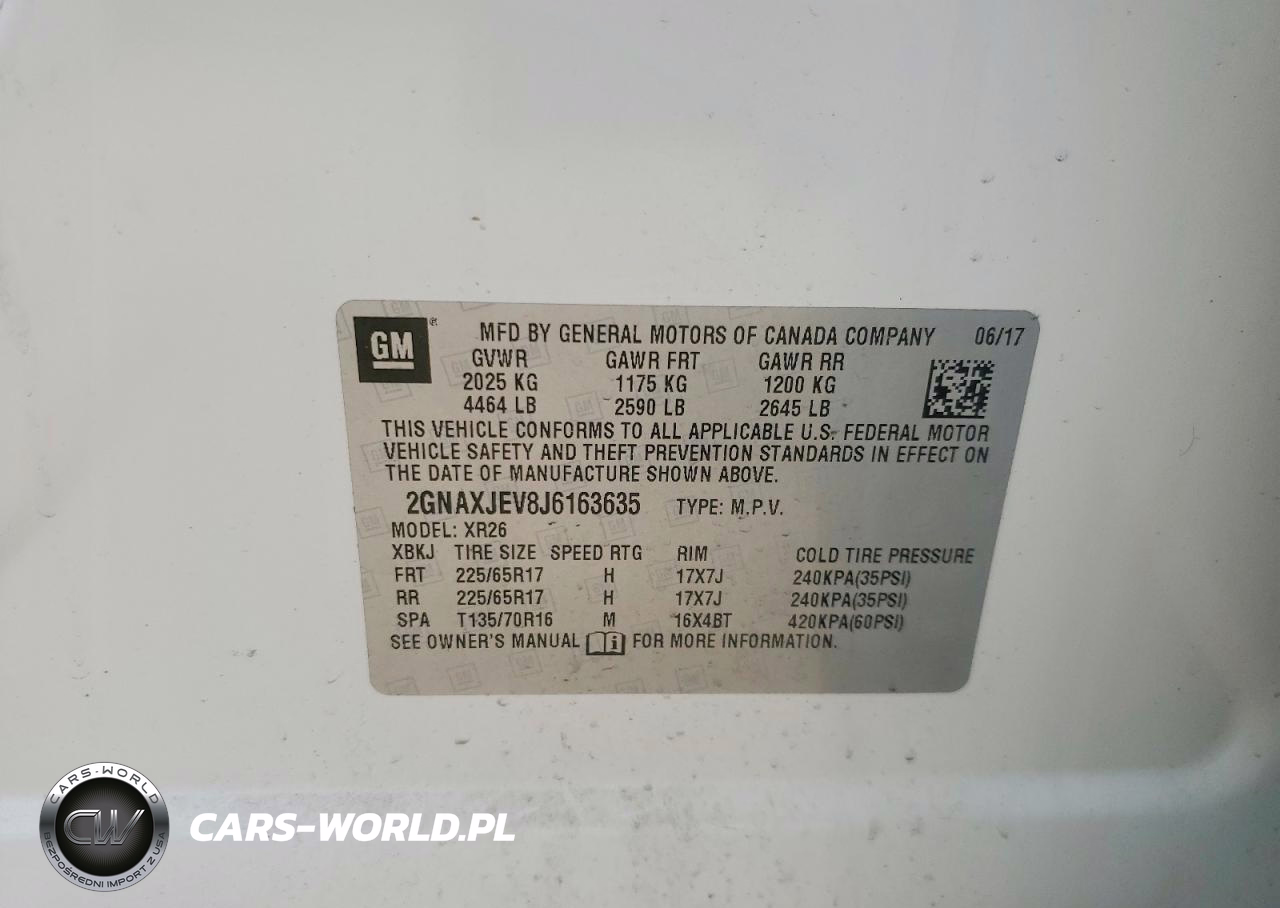 GM®
MFD BY GENERAL MOTORS OF CANADA COMPANY 06/17
GVWR GAWR FRT GAWR RR
2025 KG 1175 KG 1200 KG
4464 LB 2590 LB 2645 LB
THIS VEHICLE CONFORMS TO ALL APPLICABLE U.S. FEDERAL MOTOR
VEHICLE SAFETY AND THEFT PREVENTION STANDARDS IN EFFECT ON
THE DATE OF MANUFACTURE SHOWN ABOVE.
2GNAXJEV8J6163635 TYPE: M.P.V.
MODEL: XR26
XBKJ TIRE SIZE SPEED RTG RIM COLD TIRE PRESSURE
FRT 225/65R17 H 17X7J 240KPA(35PSI)
RR 225/65R17 H 17X7J 240KPA(35PSI)
SPA T135/70R16 M 16X4BT 420KPA(60PSI)
SEE OWNER'S MANUAL FOR MORE INFORMATION.
CARS-WORLD
CW
BEZPOŚREDNI IMPORT Z USA
CARS-WORLD.PL